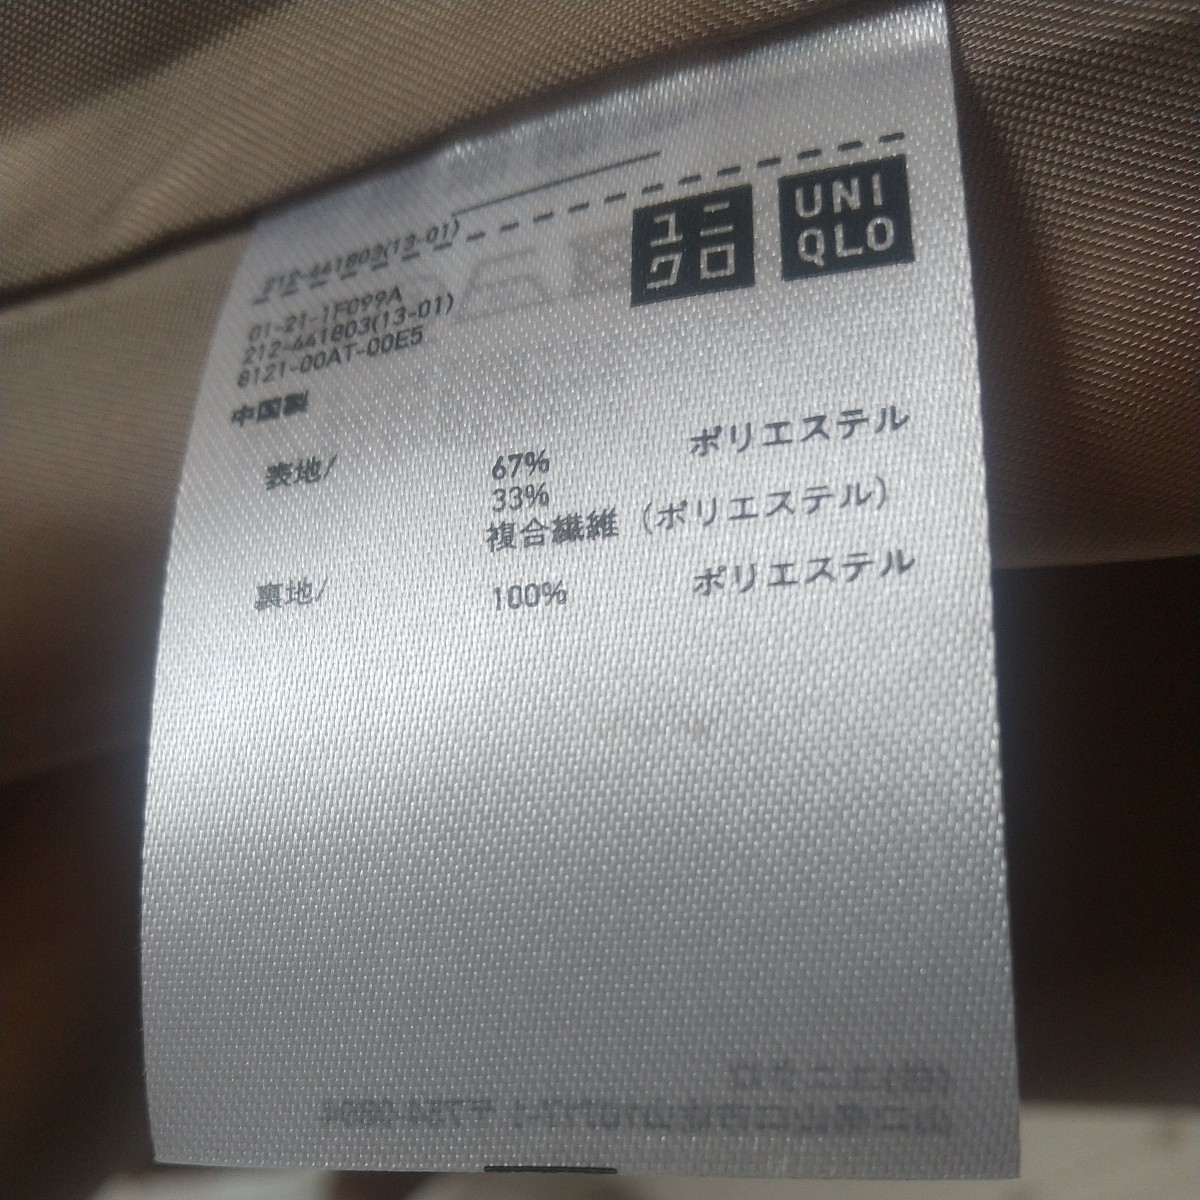 ユニ
クロ
UNI
QLO
212-441803(13-01)
01-21-1F099A
212-441803(13-01)
8121-00AT-00E5
中国製
表地/ 67% ポリエステル
33%
複合繊維（ポリエステル）
裏地/ 100% ポリエステル